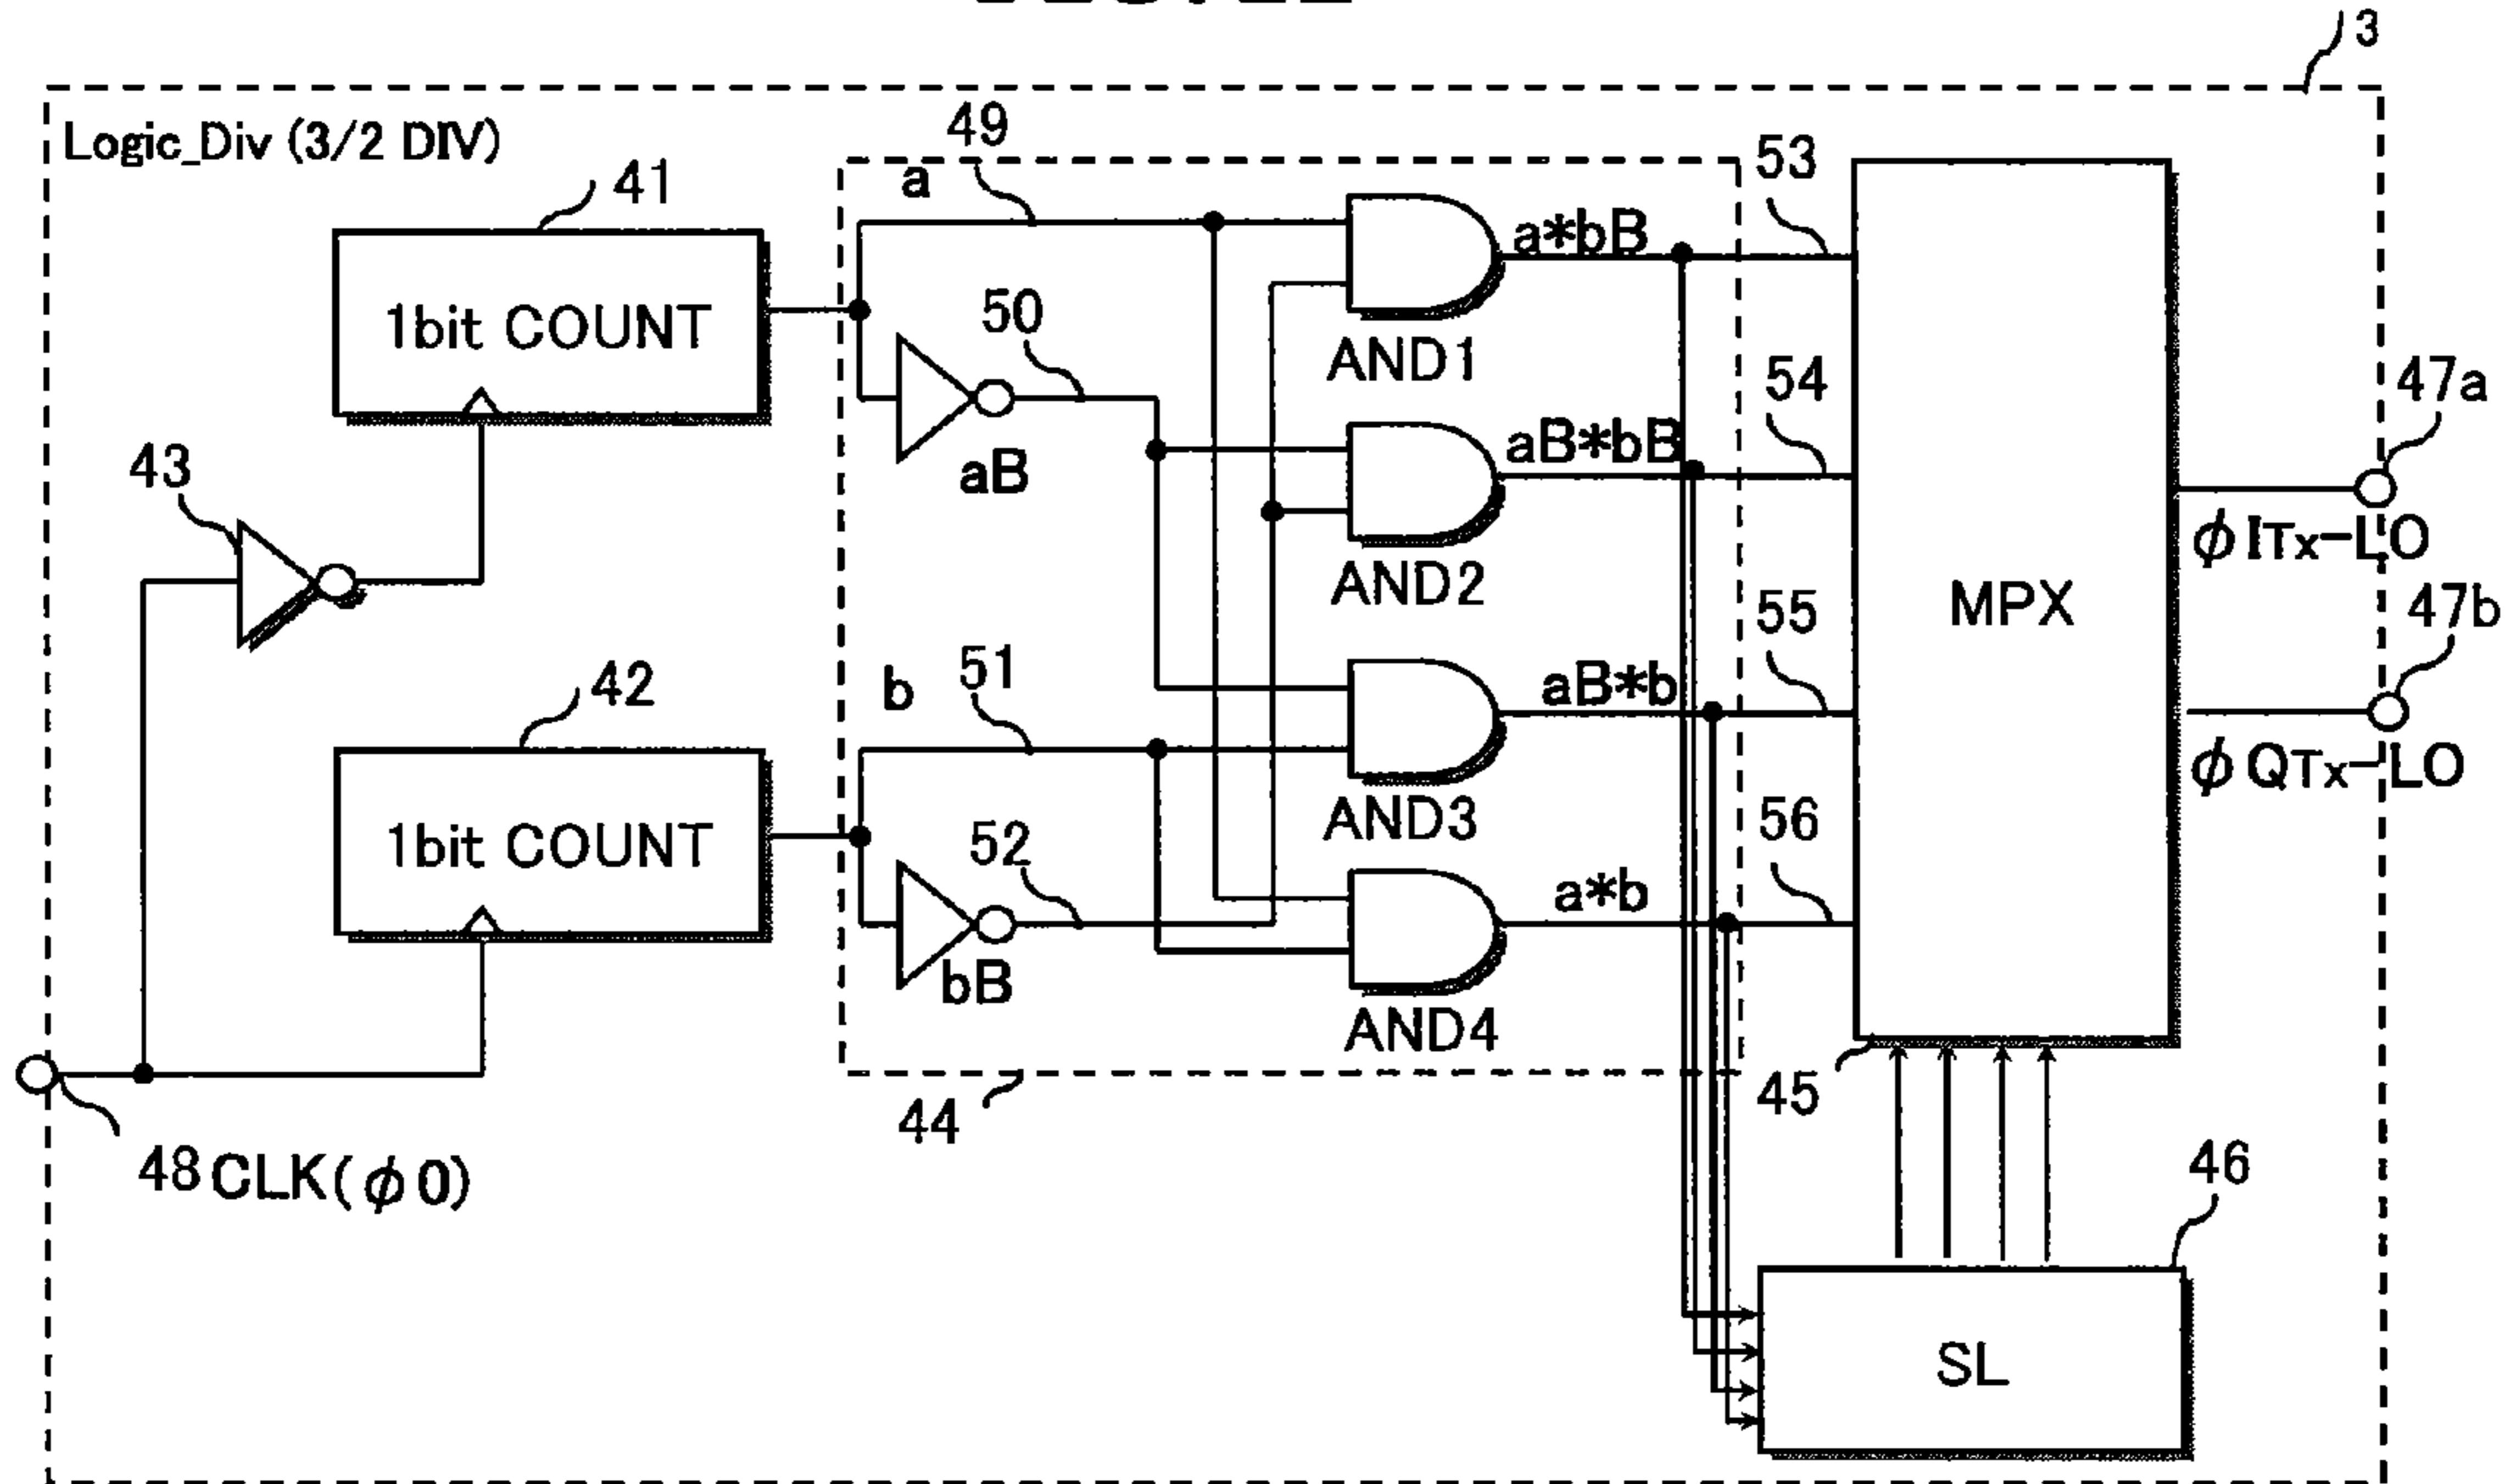 3
Logic_Div (3/2 DIV)
41
49
a
53
1bit COUNT
a*bB
50
AND1
54
47a
43
aB
aB*bB
AND2
ϕ ITx-LO
MPX
55
47b
42
b
51
aB*b
AND3
ϕ QTx-LO
1bit COUNT
52
56
a*b
bB
AND4
45
44
48 CLK(ϕ0)
46
SL